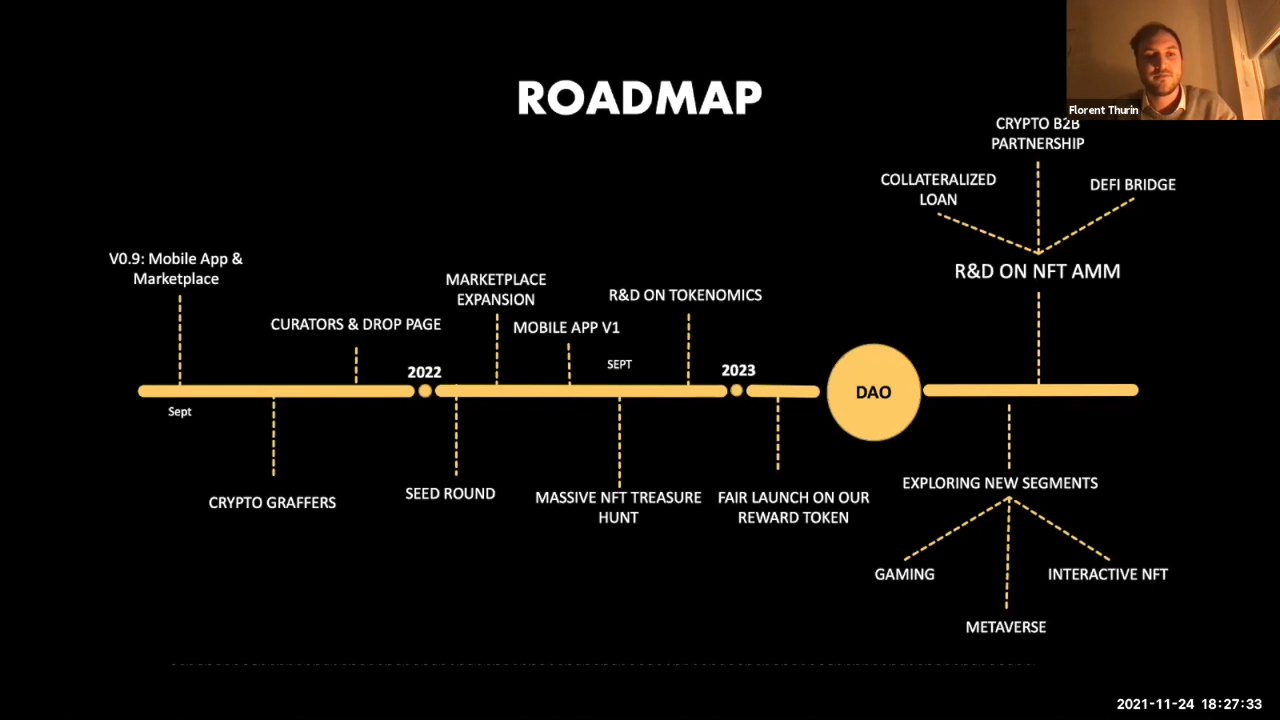 ROADMAP
Florent Thurin
CRYPTO B2B
PARTNERSHIP
COLLATERALIZED
LOAN
DEFI BRIDGE
R&D ON NFT AMM
V0.9: Mobile App &
Marketplace
CURATORS & DROP PAGE
MARKETPLACE
EXPANSION
MOBILE APP V1
R&D ON TOKENOMICS
SEPT
2022
2023
DAO
Sept
CRYPTO GRAFFERS
SEED ROUND
MASSIVE NFT TREASURE
HUNT
FAIR LAUNCH ON OUR
REWARD TOKEN
EXPLORING NEW SEGMENTS
GAMING
INTERACTIVE NFT
METAVERSE
2021-11-24 18:27:33